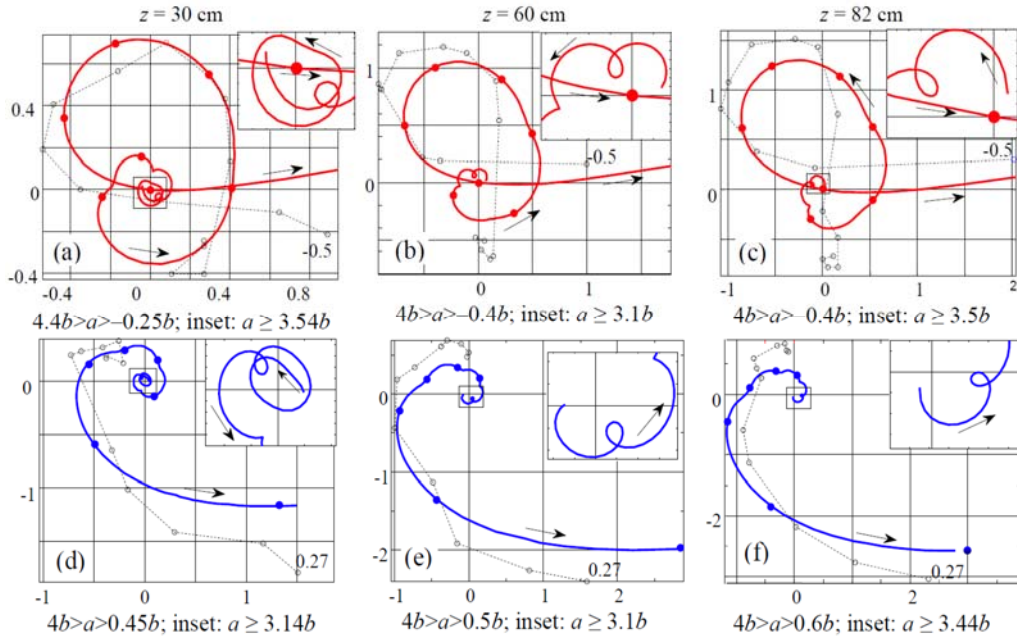 z = 30 cm
z = 60 cm
z = 82 cm
0.4
0
-0.4
-0.4
0
0.4
0.8
-0.5
(a)
1
0
0
1
-0.5
(b)
1
0
0
1
2
-0.5
(c)
4.4b>a>–0.25b; inset: a ≥ 3.54b
4b>a>–0.4b; inset: a ≥ 3.1b
4b>a>–0.4b; inset: a ≥ 3.5b
0
-1
-1
0
1
0.27
(d)
0
-1
-2
-1
0
1
2
0.27
(e)
0
-2
0
2
0.27
(f)
4b>a>0.45b; inset: a ≥ 3.14b
4b>a>0.5b; inset: a ≥ 3.1b
4b>a>0.6b; inset: a ≥ 3.44b